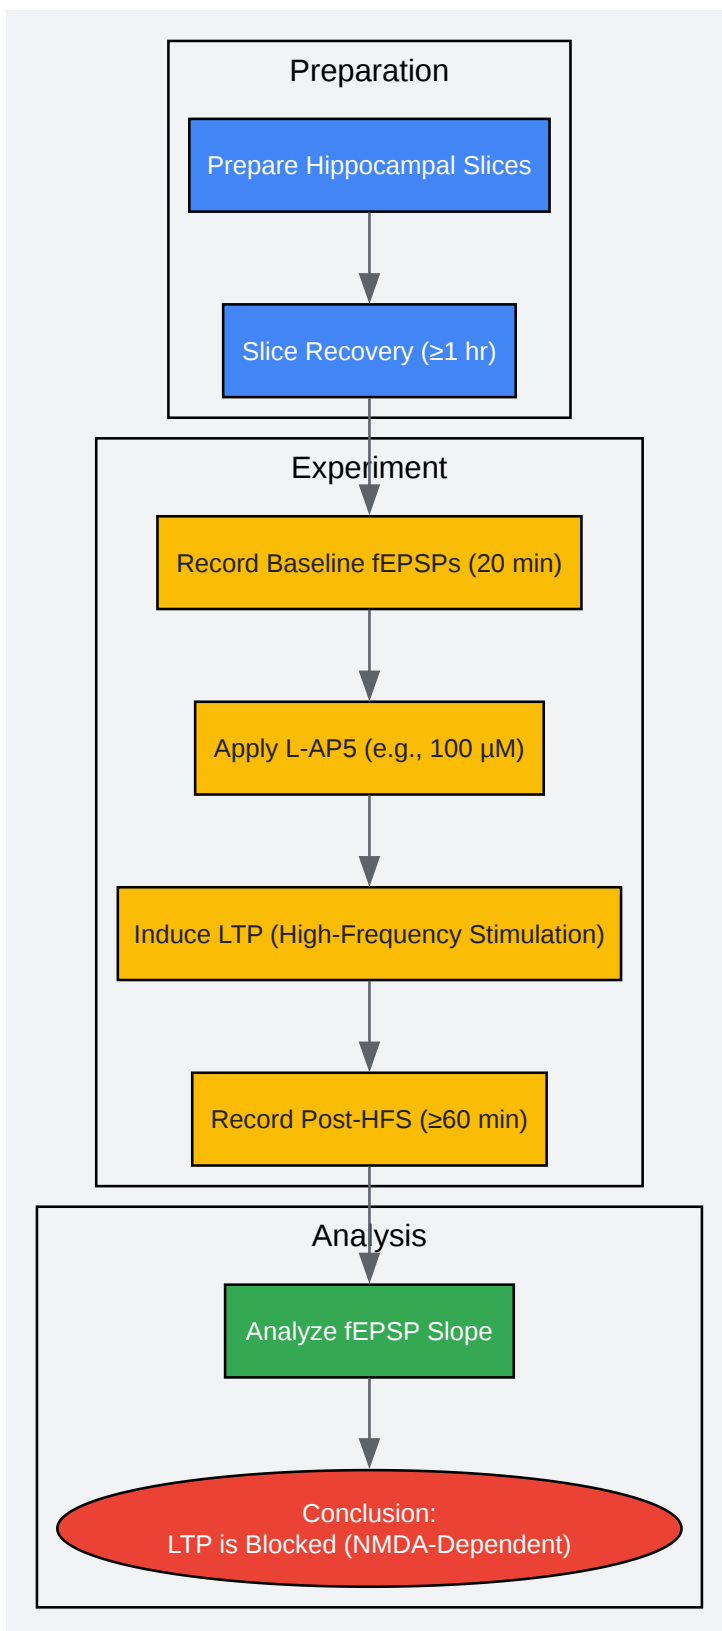 Preparation
Prepare Hippocampal Slices
Slice Recovery (≥1 hr)
Experiment
Record Baseline fEPSPs (20 min)
Apply L-AP5 (e.g., 100 µM)
Induce LTP (High-Frequency Stimulation)
Record Post-HFS (≥60 min)
Analysis
Analyze fEPSP Slope
Conclusion:
LTP is Blocked (NMDA-Dependent)